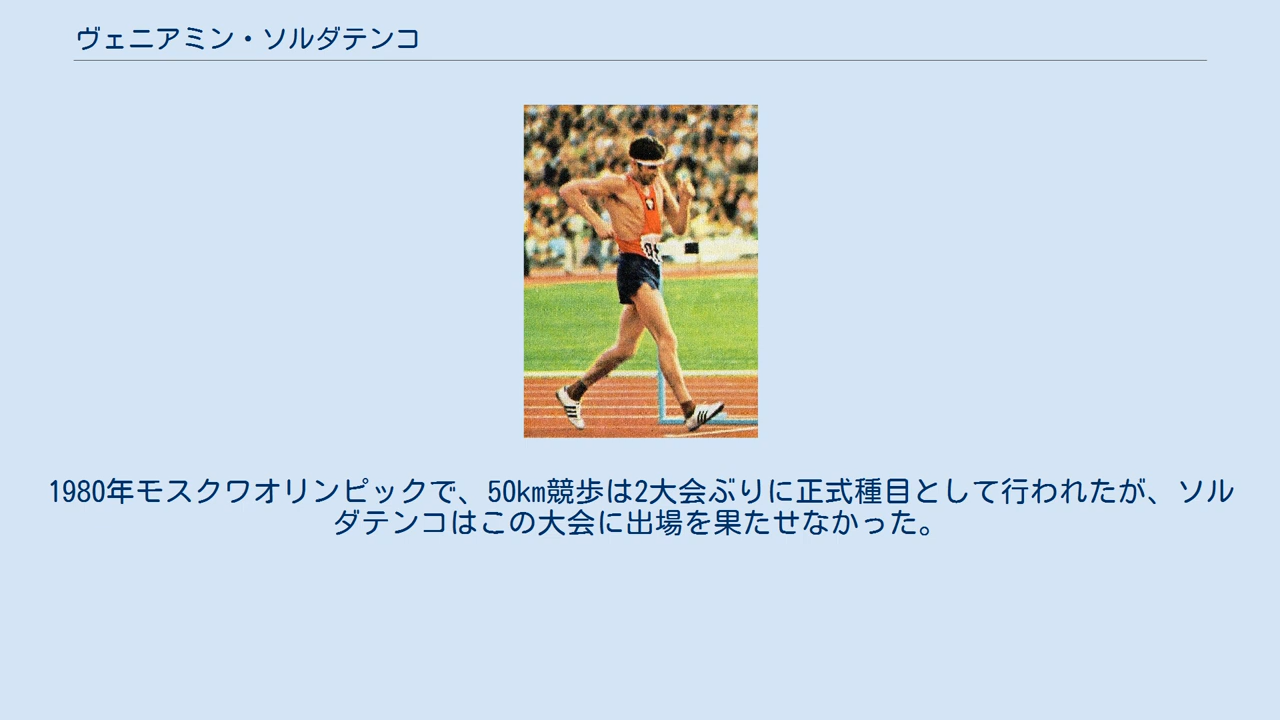 ヴェニアミン・ソルダテンコ
1980年モスクワオリンピックで、50km競歩は2大会ぶりに正式種目として行われたが、ソル
ダテンコはこの大会に出場を果たせなかった。